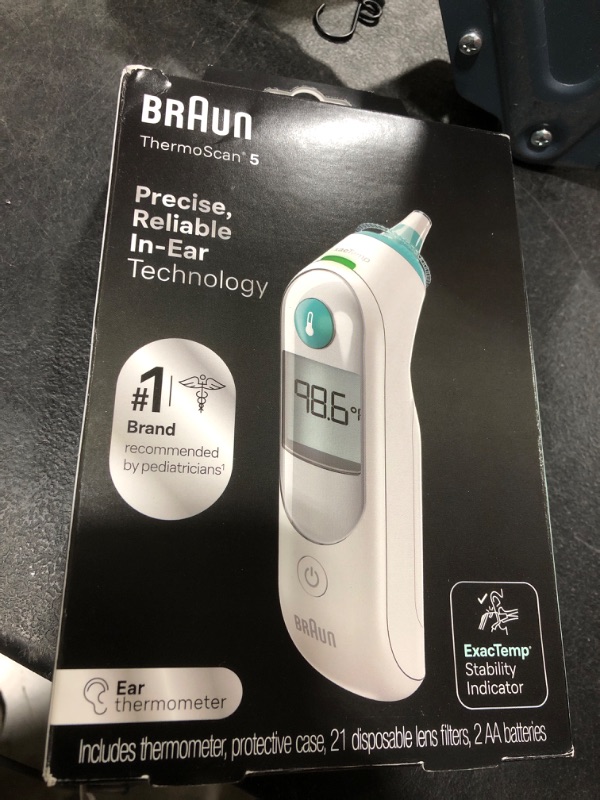 BRAUN
ThermoScan® 5
Precise,
Reliable
In-Ear
Technology
#1
Brand
recommended
by pediatricians¹
98.6°F
BRAUN
ExacTemp®
Stability
Indicator
Ear
thermometer
Includes thermometer, protective case, 21 disposable lens filters, 2 AA batteries